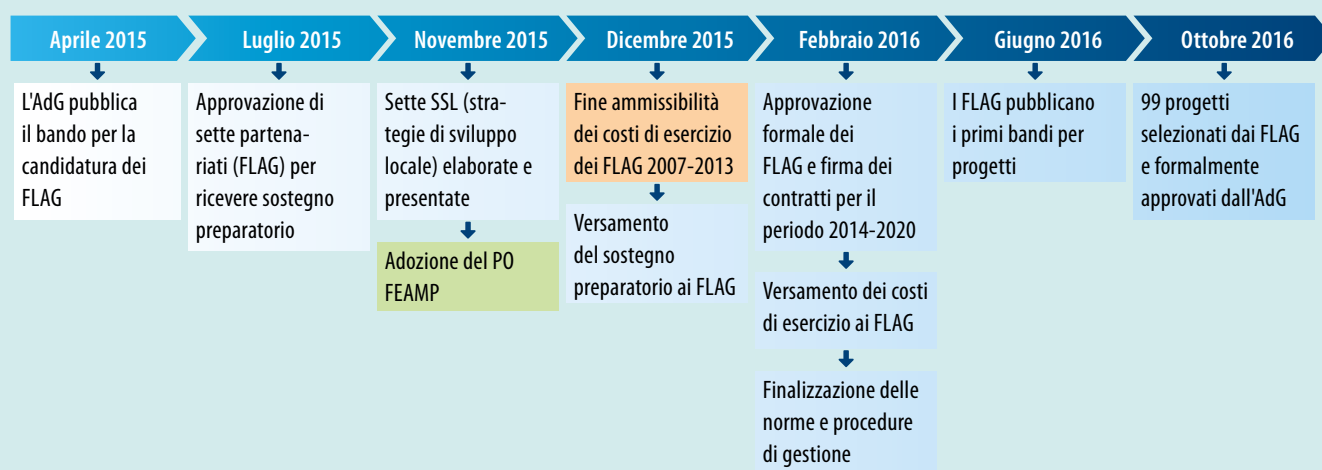 Aprile 2015
Luglio 2015
Novembre 2015
Dicembre 2015
Febbraio 2016
Giugno 2016
Ottobre 2016
L'AdG pubblica
il bando per la
candidatura dei
FLAG
Approvazione di
sette partena-
riati (FLAG) per
ricevere sostegno
preparatorio
Sette SSL (stra-
tegie di sviluppo
locale) elaborate e
presentate
Adozione del PO
FEAMP
Fine ammissibilità
dei costi di esercizio
dei FLAG 2007-2013
Versamento
del sostegno
preparatorio ai FLAG
Approvazione
formale dei
FLAG e firma dei
contratti per il
periodo 2014-2020
Versamento dei costi
di esercizio ai FLAG
Finalizzazione delle
norme e procedure
di gestione
I FLAG pubblicano
i primi bandi per
progetti
99 progetti
selezionati dai FLAG
e formalmente
approvati dall'AdG